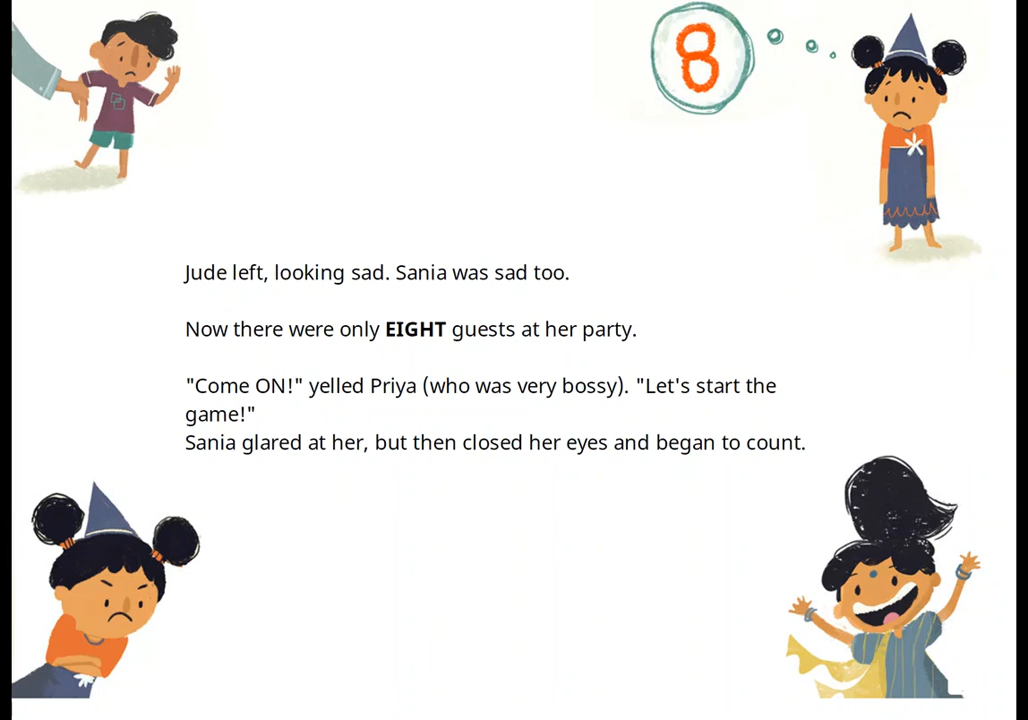 8
Jude left, looking sad. Sania was sad too.
Now there were only EIGHT guests at her party.
"Come ON!" yelled Priya (who was very bossy). "Let's start the
game!"
Sania glared at her, but then closed her eyes and began to count.